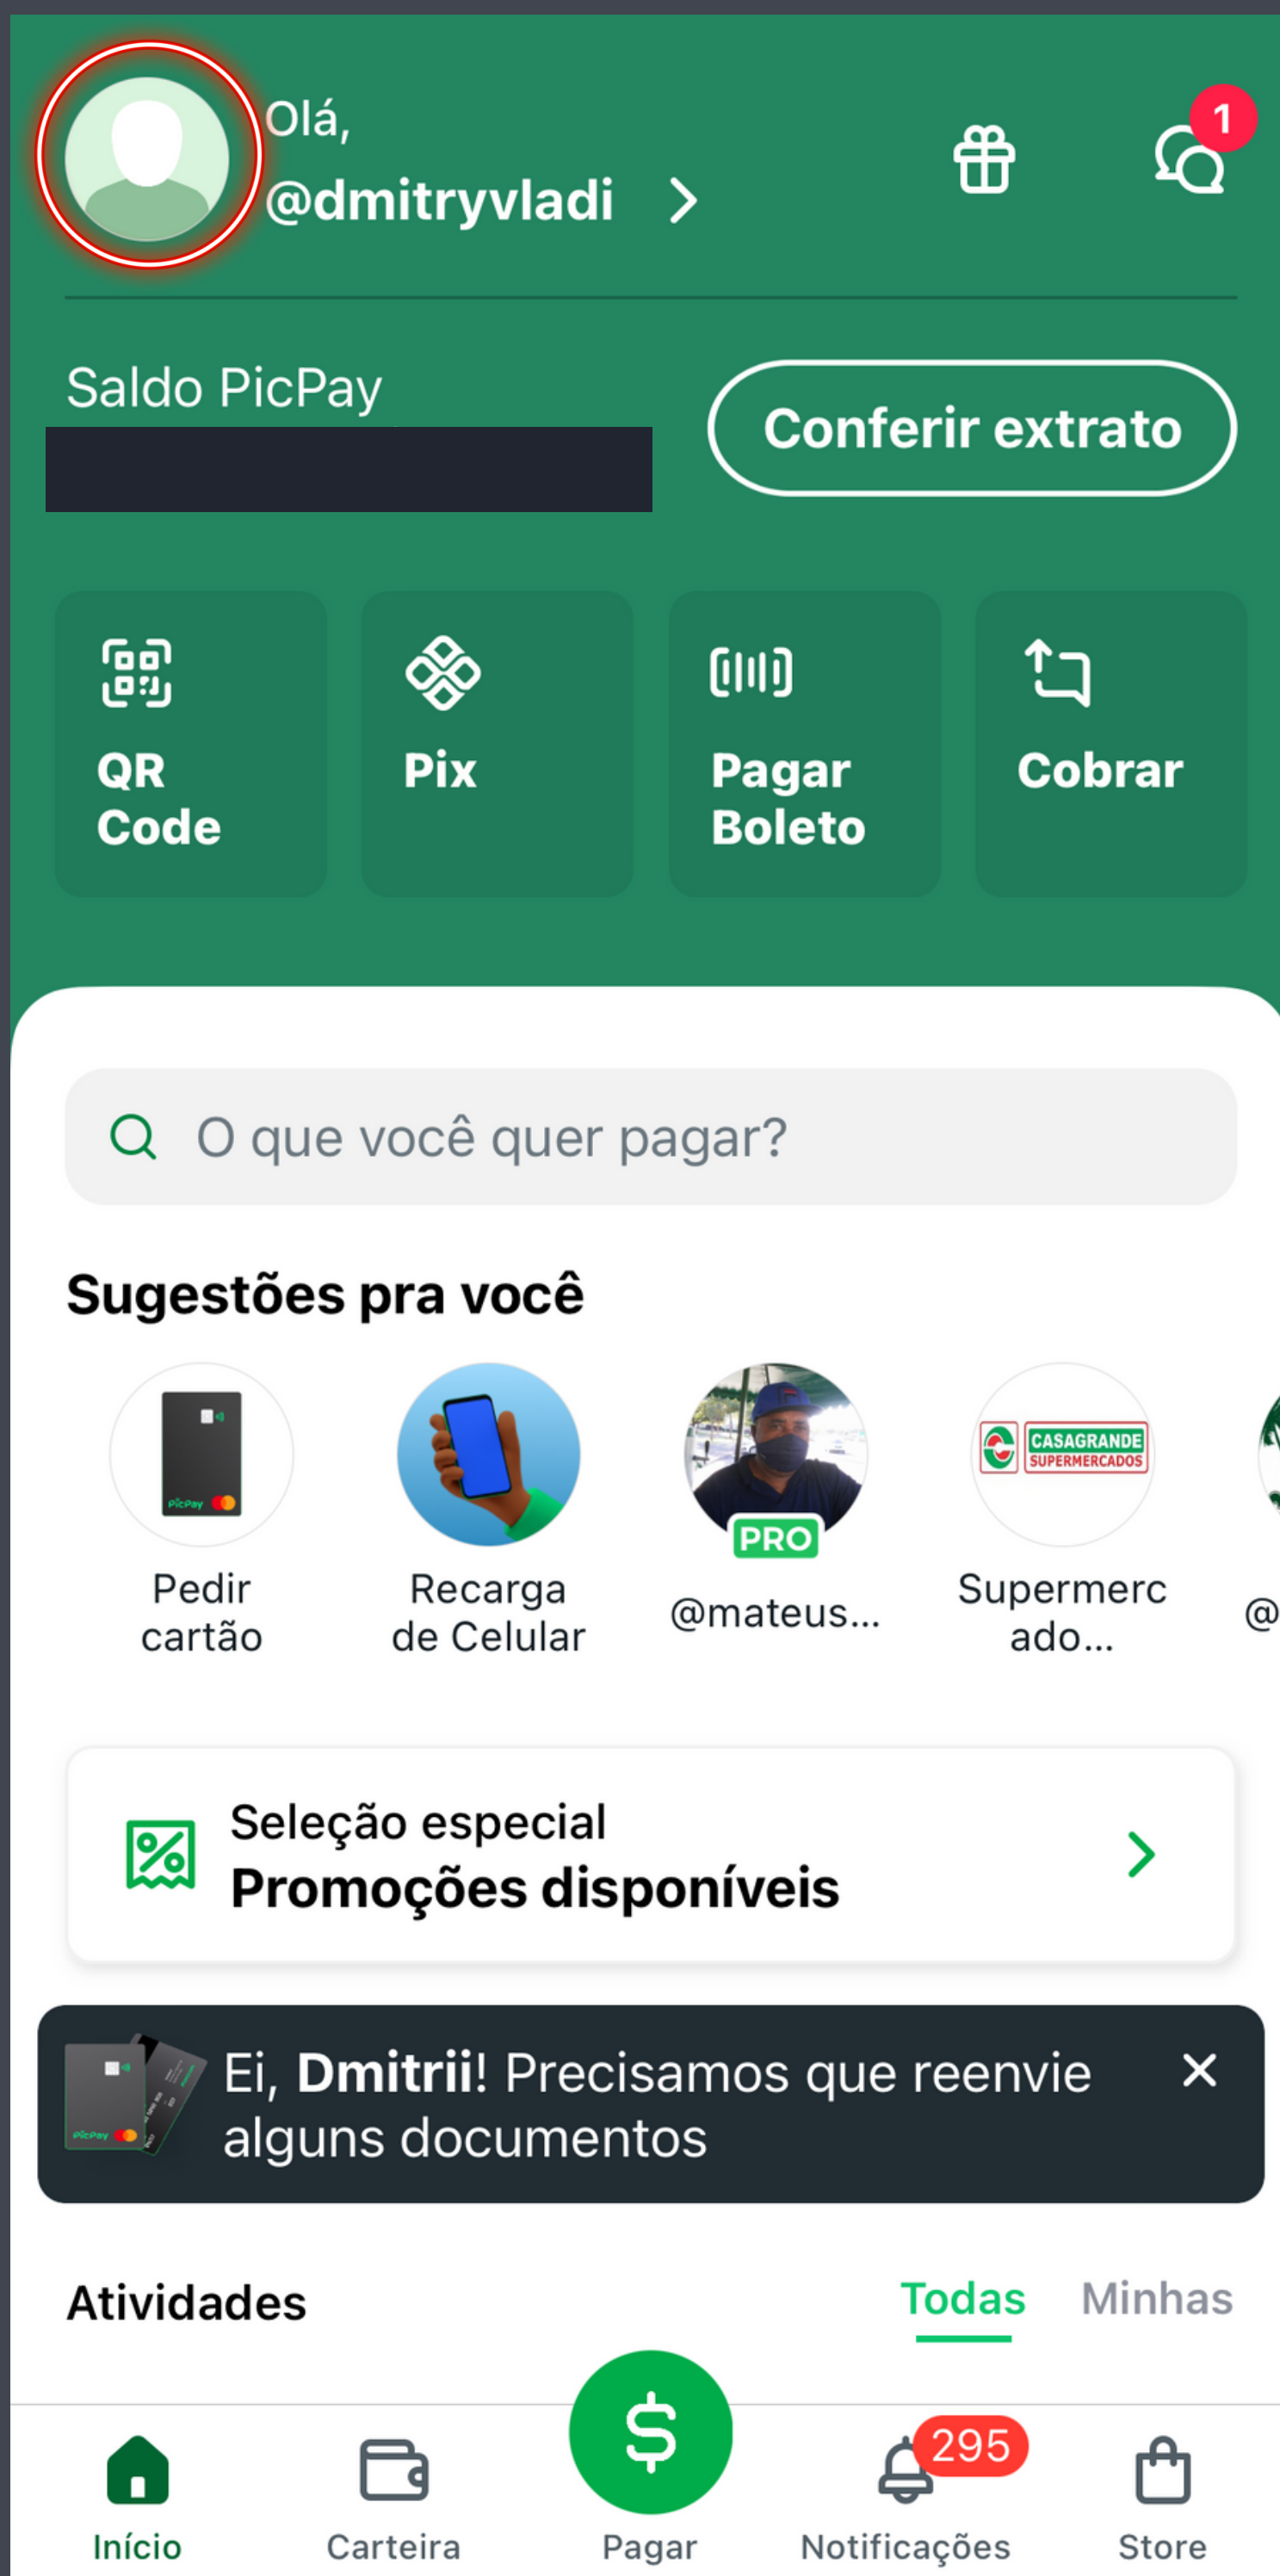 Olá,
@dmitryvladi
1
Saldo PicPay
Conferir extrato
QR
Code
Pix
Pagar
Boleto
Cobrar
O que você quer pagar?
Sugestões pra você
PicPay
CASAGRANDE
SUPERMERCADOS
PRO
Pedir
cartão
Recarga
de Celular
@mateus...
Supermerc
ado...
@
Seleção especial
Promoções disponíveis
PicPay
Ei, Dmitrii! Precisamos que reenvie
alguns documentos
Atividades
Todas
Minhas
295
Início
Carteira
Pagar
Notificações
Store